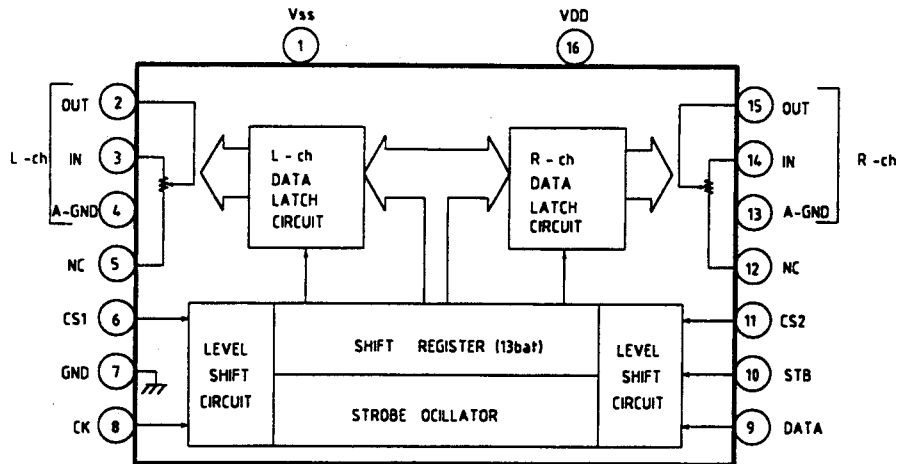 Vss
VDD
1
16
OUT
2
15
OUT
L-ch
IN
3
14
IN
R-ch
A-GND
4
13
A-GND
NC
5
12
NC
L-ch
DATA
LATCH
CIRCUIT
R-ch
DATA
LATCH
CIRCUIT
CS1
6
11
CS2
GND
7
10
STB
CK
8
9
DATA
LEVEL
SHIFT
CIRCUIT
SHIFT REGISTER (13bat)
STROBE OCILLATOR
LEVEL
SHIFT
CIRCUIT